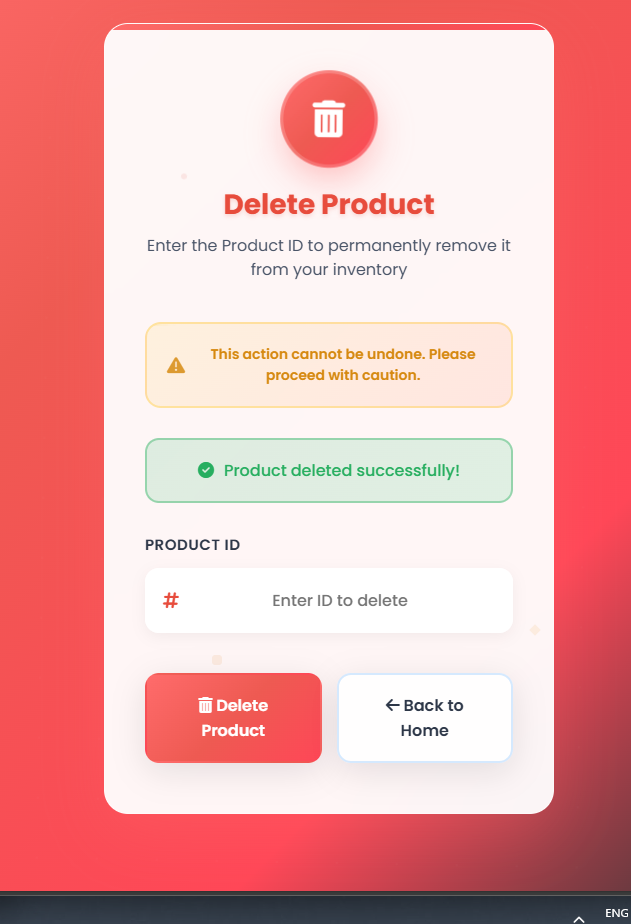 Delete Product
Enter the Product ID to permanently remove it
from your inventory
This action cannot be undone. Please
proceed with caution.
Product deleted successfully!
PRODUCT ID
# Enter ID to delete
Delete
Product
← Back to
Home
ENG